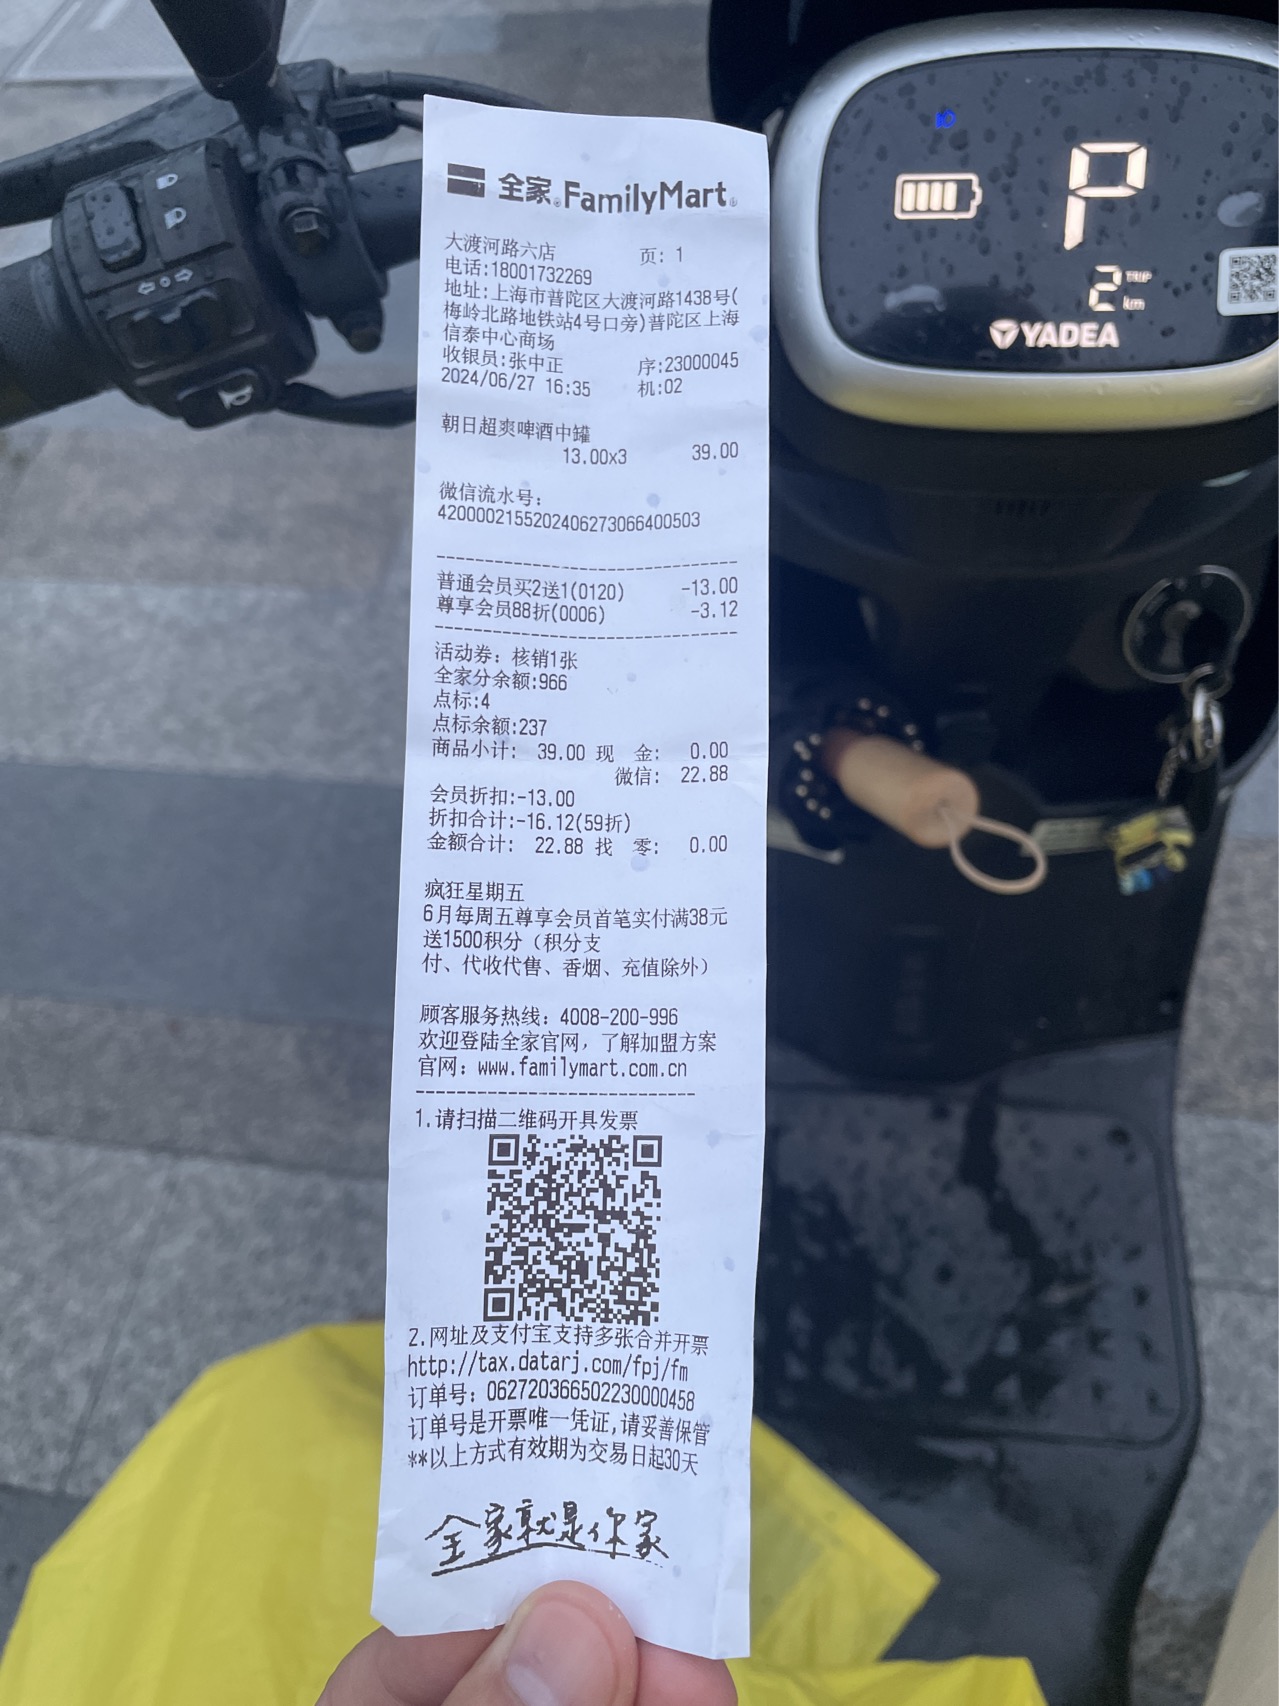 全家 FamilyMart
大渡河路六店 页: 1
电话:18001732269
地址:上海市普陀区大渡河路1438号(
梅岭北路地铁站4号口旁)普陀区上海
信泰中心商场
收银员:张中正 序:23000045
2024/06/27 16:35 机:02
朝日超爽啤酒中罐
13.00x3 39.00
微信流水号:
4200002155202406273066400503
普通会员买2送1(0120) -13.00
尊享会员88折(0006) -3.12
活动券: 核销1张
全家分余额:966
点标:4
点标余额:237
商品小计: 39.00 现 金: 0.00
微信: 22.88
会员折扣:-13.00
折扣合计:-16.12(59折)
金额合计: 22.88 找 零: 0.00
疯狂星期五
6月每周五尊享会员首笔实付满38元
送1500积分（积分支
付、代收代售、香烟、充值除外）
顾客服务热线: 4008-200-996
欢迎登陆全家官网, 了解加盟方案
官网: www.familymart.com.cn
1.请扫描二维码开具发票
2.网址及支付宝支持多张合并开票
http://tax.datarj.com/fpj/fm
订单号: 0627203665022230000458
订单号是开票唯一凭证,请妥善保管
**以上方式有效期为交易日起30天
全家就是你家
P
2 TRIP km
YADEA